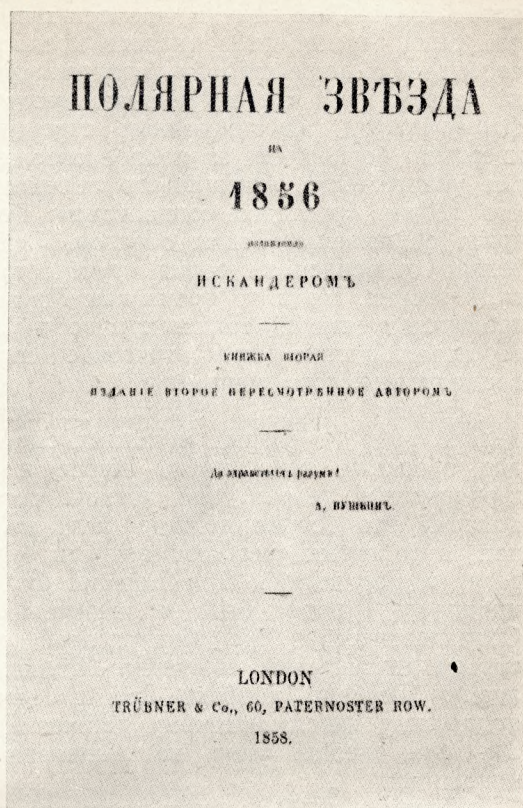 ПОЛЯРНАЯ ЗВѢЗДА
НА
1856
ИСКАНДЕРОМЪ
КНИЖКА ВТОРАЯ
ИЗДАНІЕ ВТОРОЕ ПЕРЕСМОТРѢННОЕ АВТОРОМЪ
Да здравствуетъ разумъ!
А. ПУШКИНЪ.
LONDON
TRÜBNER & Co., 60, PATERNOSTER ROW.
1858.